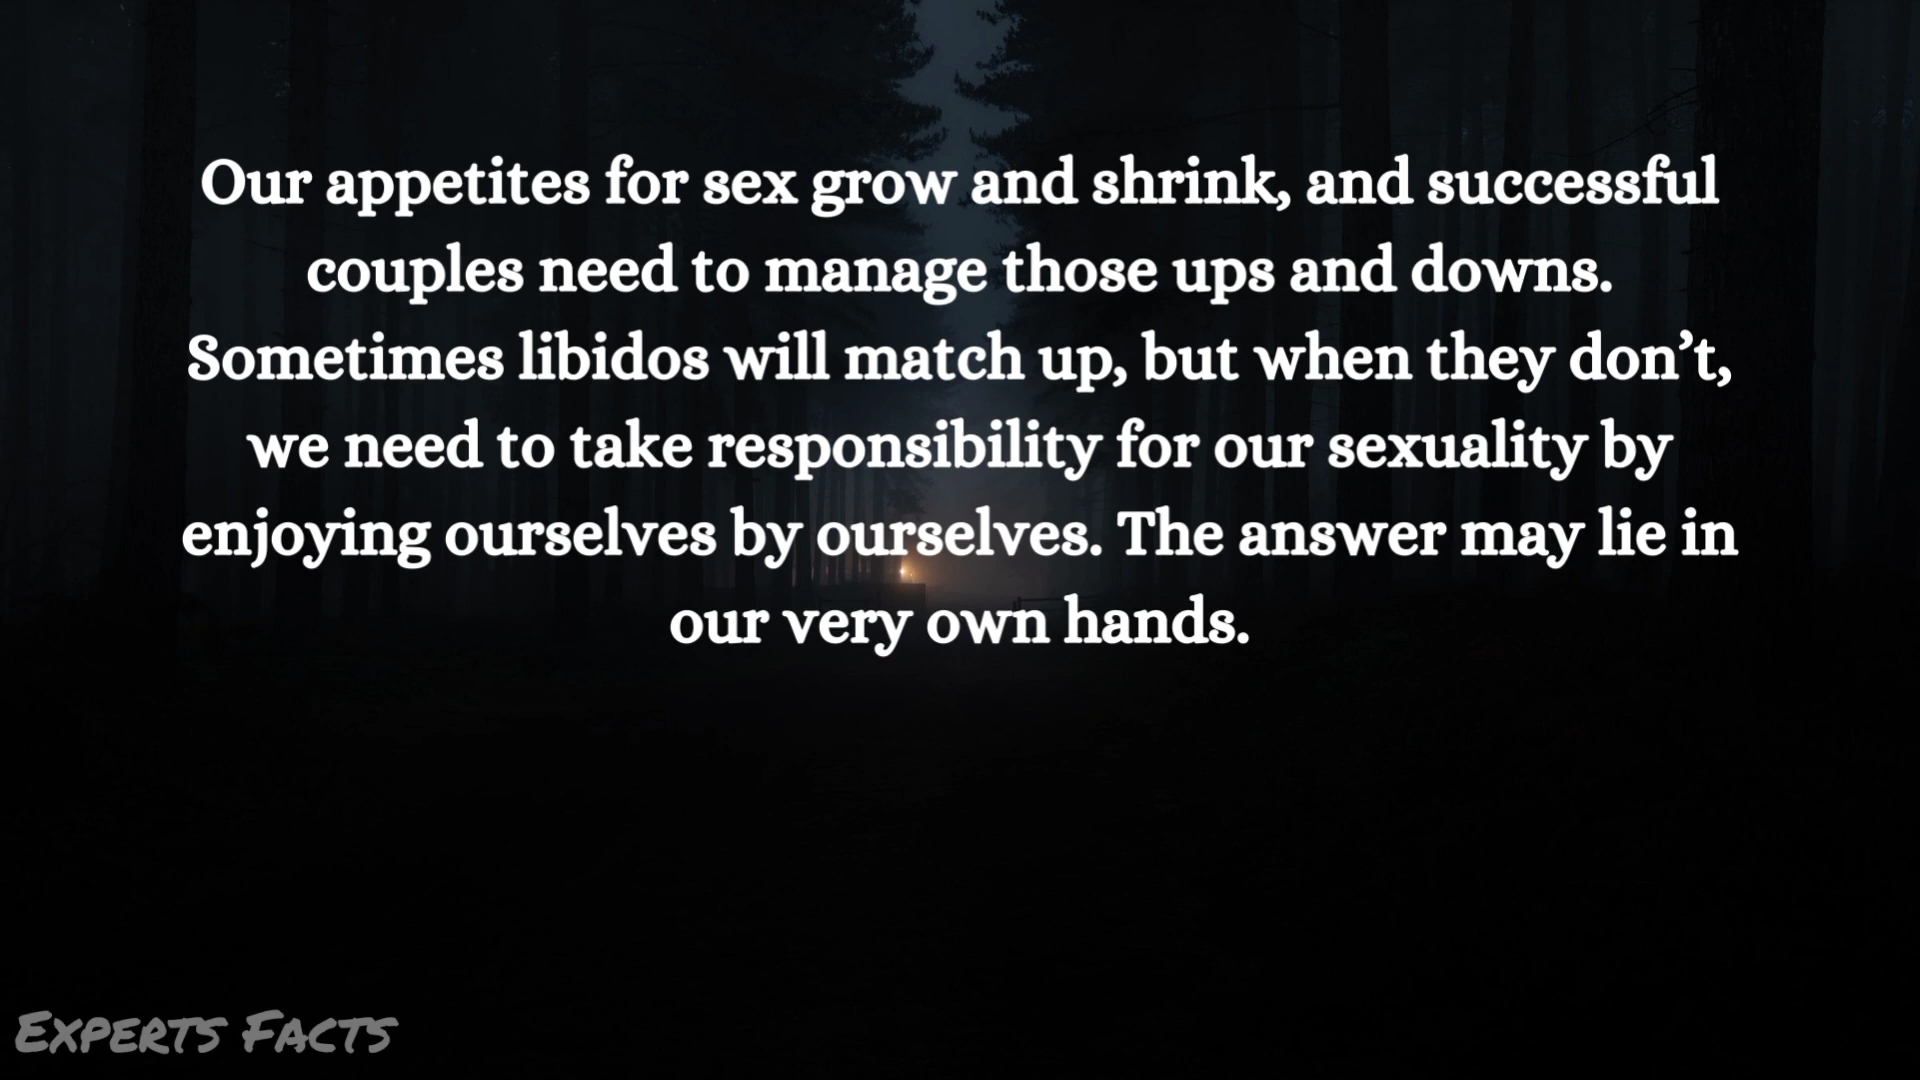 Our appetites for sex grow and shrink, and successful
couples need to manage those ups and downs.
Sometimes libidos will match up, but when they don’t,
we need to take responsibility for our sexuality by
enjoying ourselves by ourselves. The answer may lie in
our very own hands.
Experts Facts